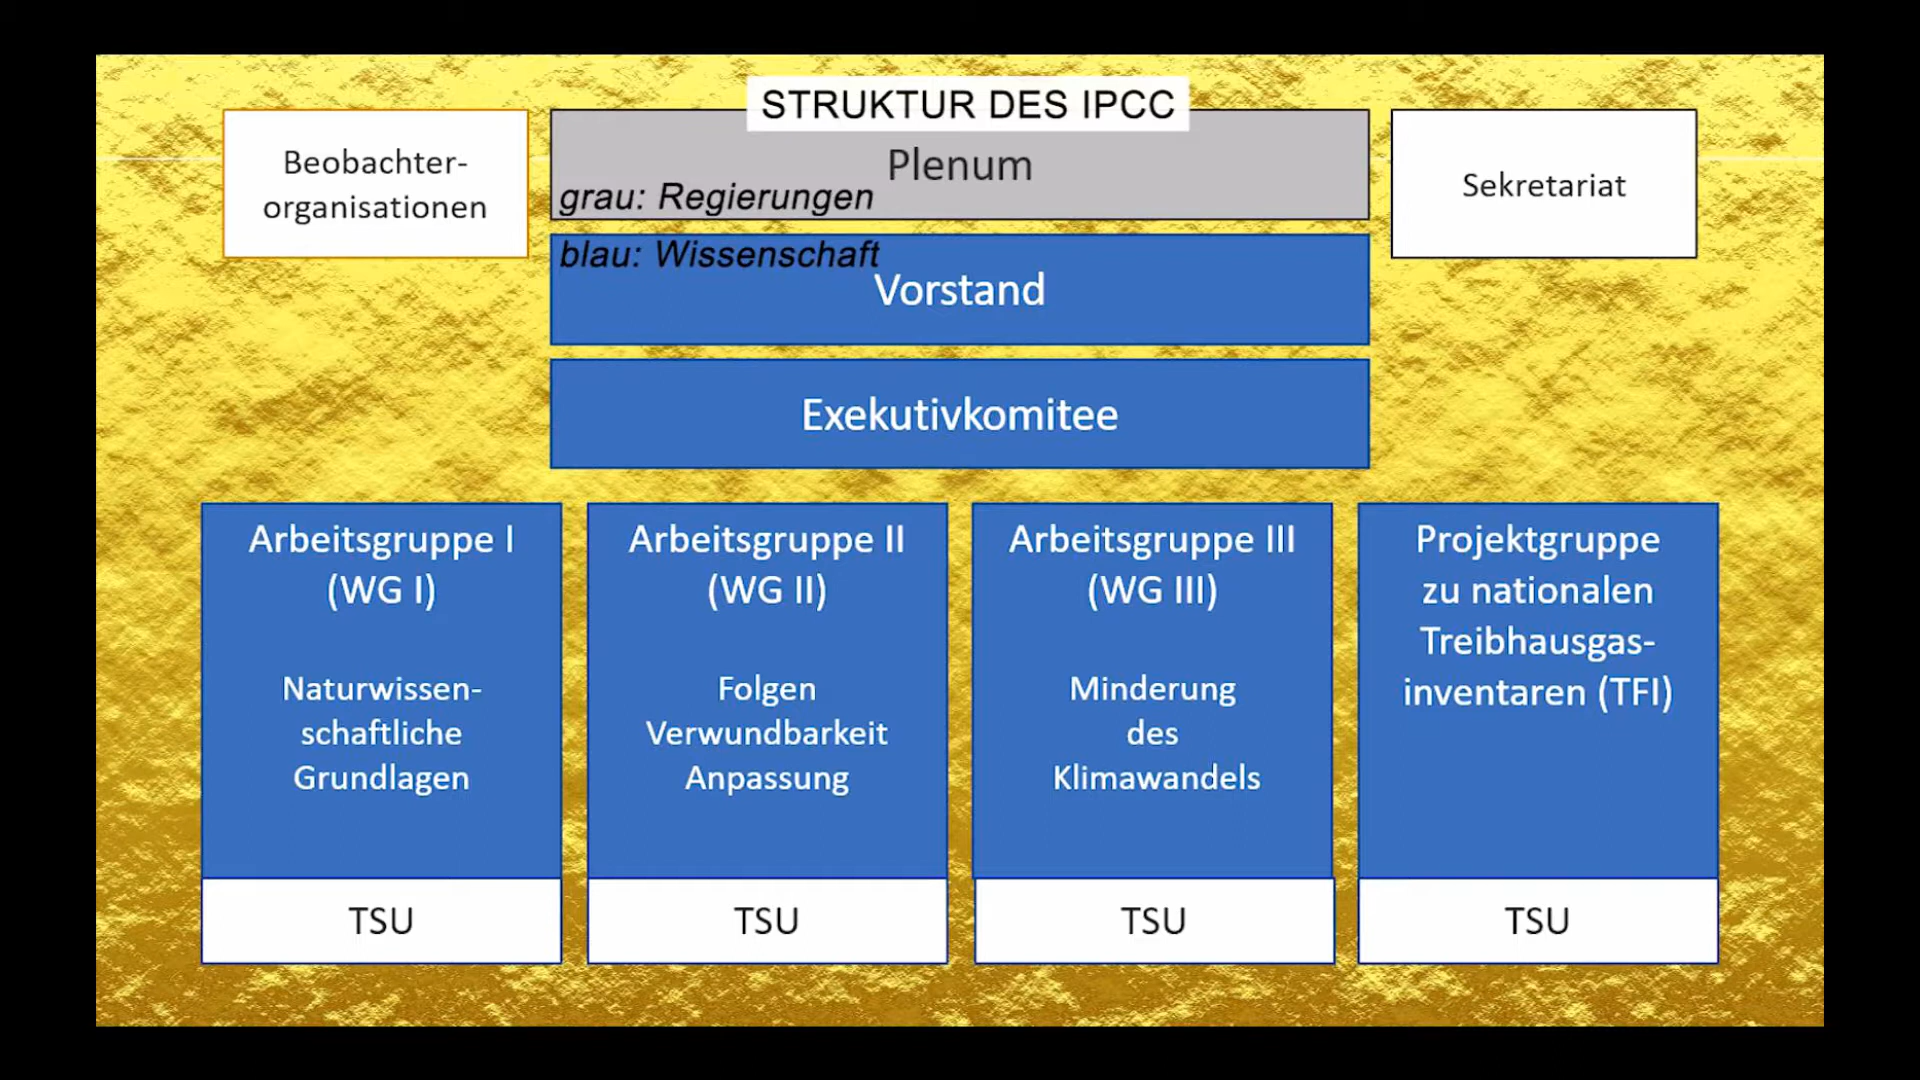 STRUKTUR DES IPCC
Beobachter-
organisationen
Plenum
grau: Regierungen
Sekretariat
blau: Wissenschaft
Vorstand
Exekutivkomitee
Arbeitsgruppe I
(WG I)
Naturwissen-
schaftliche
Grundlagen
TSU
Arbeitsgruppe II
(WG II)
Folgen
Verwundbarkeit
Anpassung
TSU
Arbeitsgruppe III
(WG III)
Minderung
des
Klimawandels
TSU
Projektgruppe
zu nationalen
Treibhausgas-
inventaren (TFI)
TSU